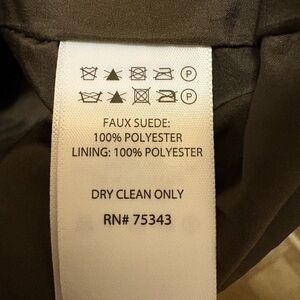 P
P
FAUX SUEDE:
100% POLYESTER
LINING: 100% POLYESTER
DRY CLEAN ONLY
RN# 75343